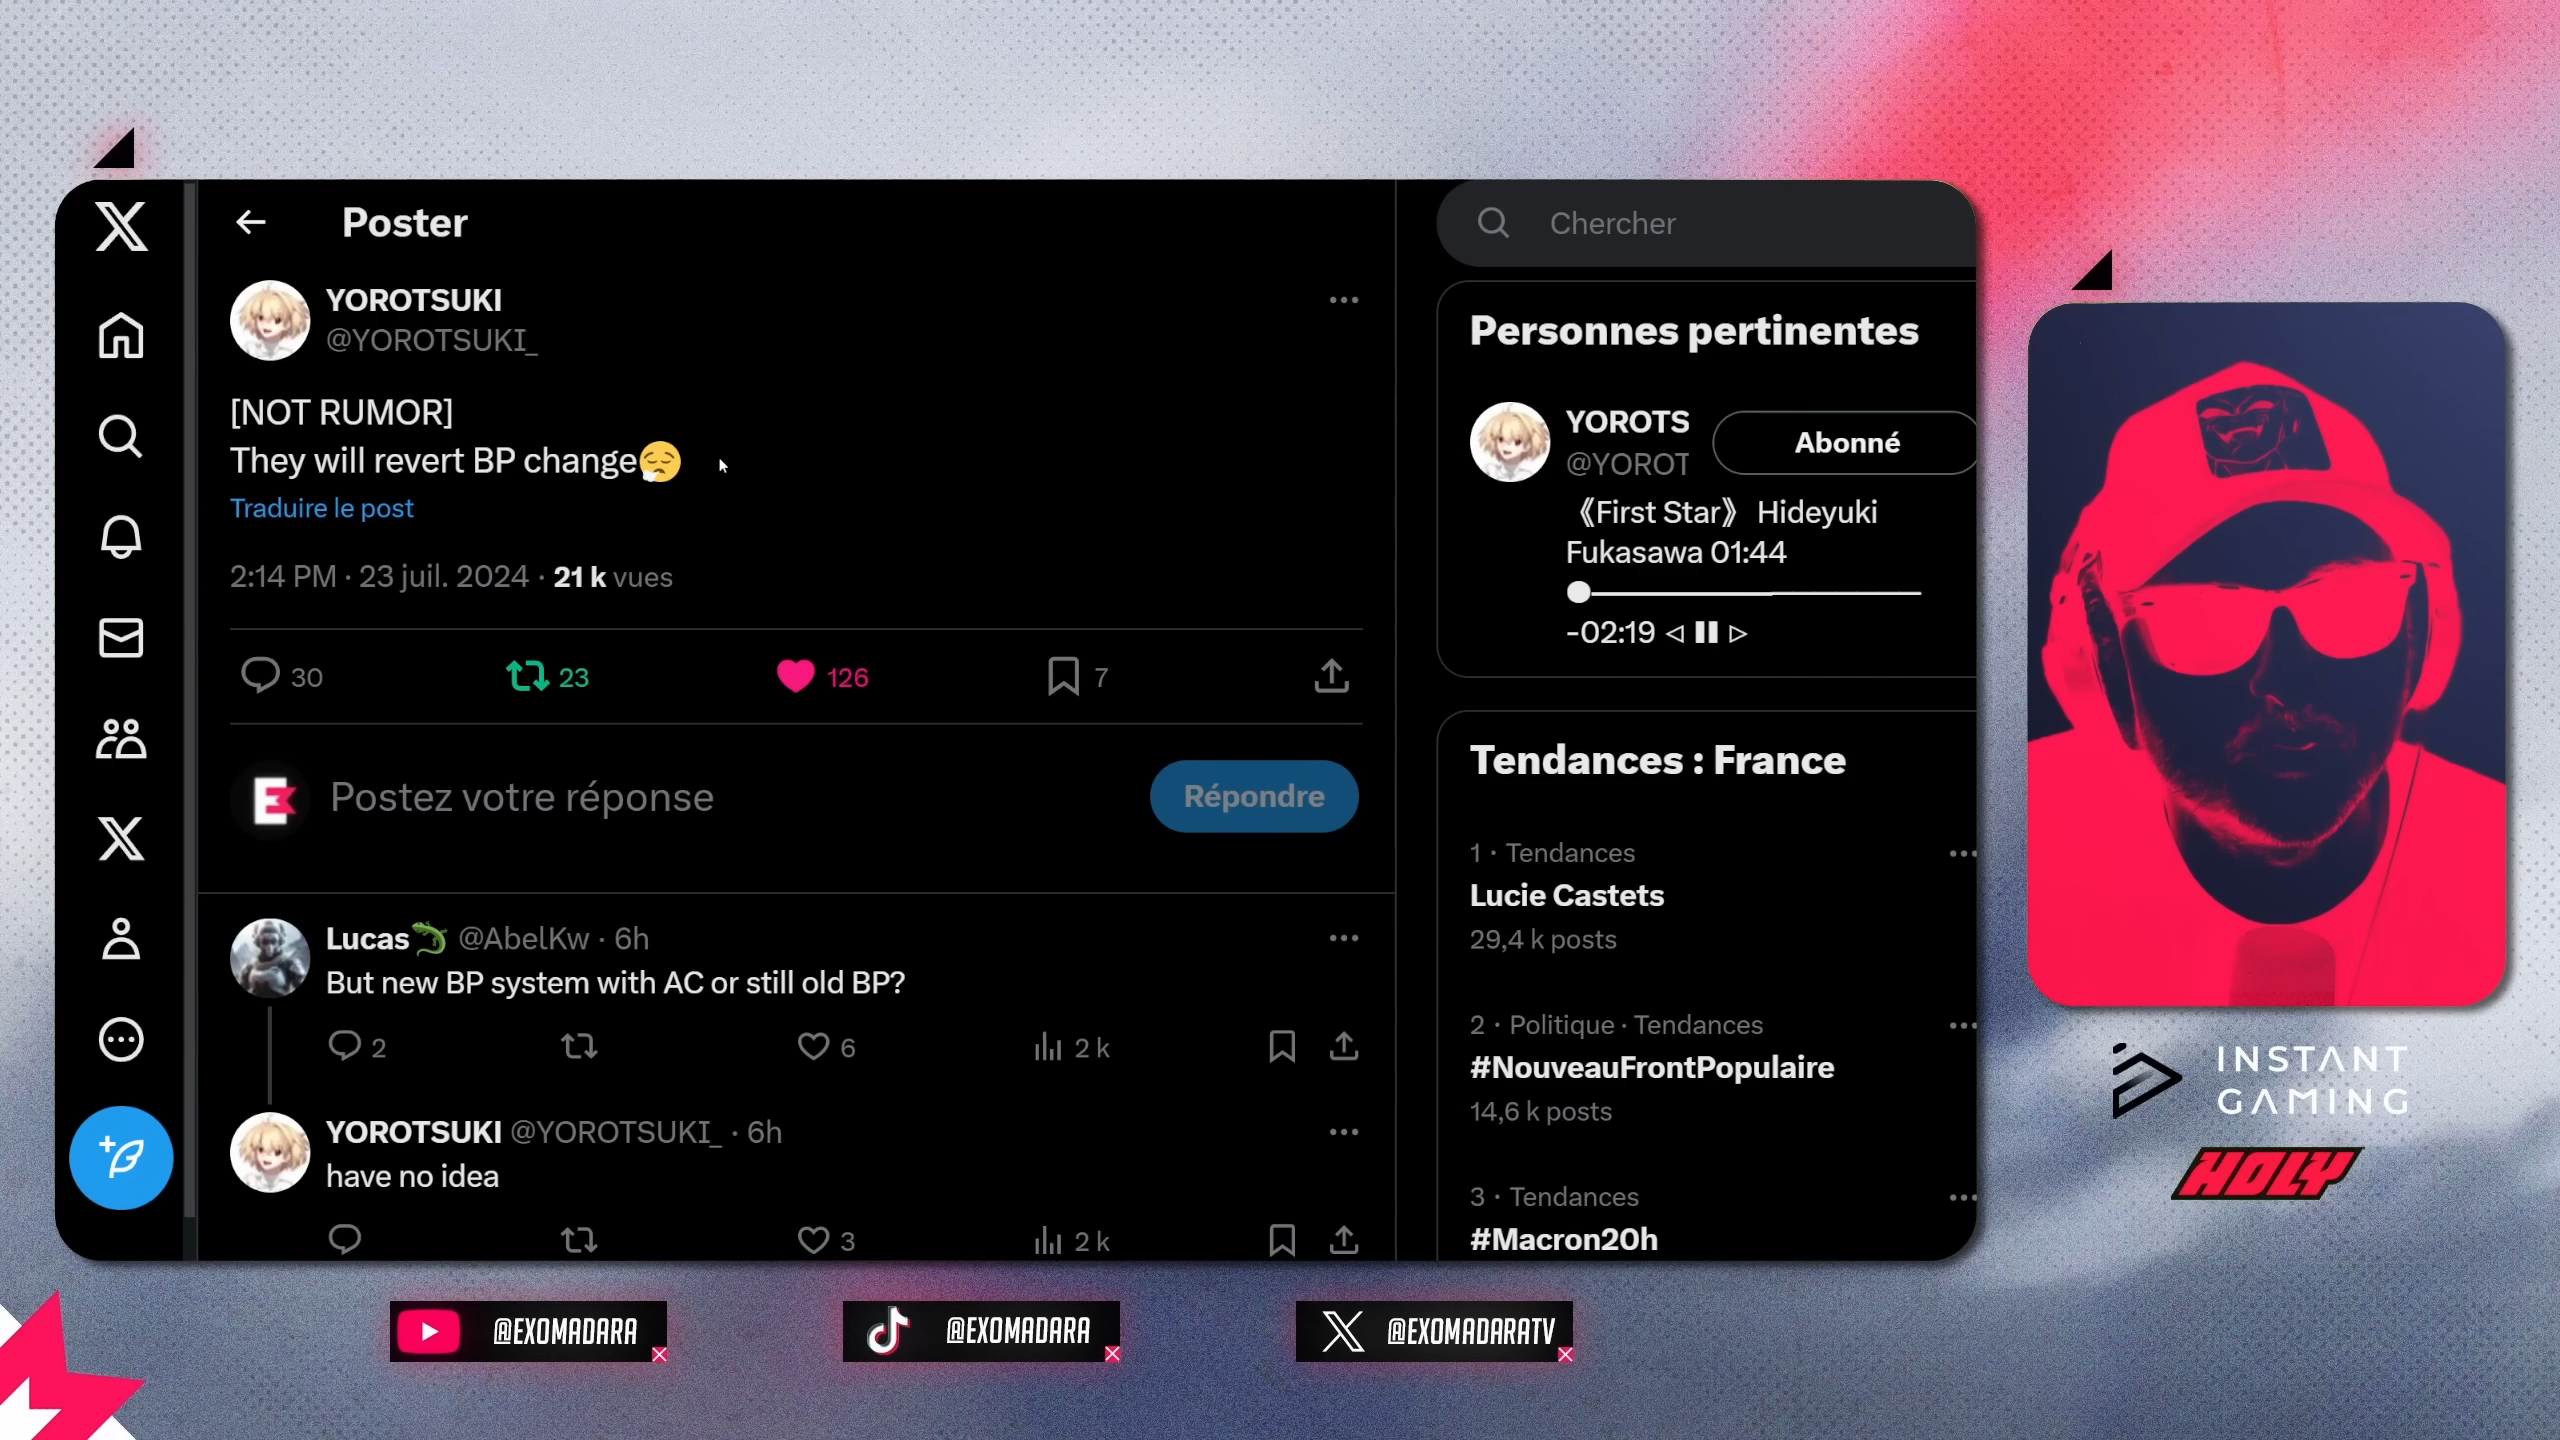 Poster
YOROTSUKI
@YOROTSUKI_
[NOT RUMOR]
They will revert BP change😮‍💨
Traduire le post
2:14 PM · 23 juil. 2024 · 21 k vues
30
23
126
7
Postez votre réponse
Répondre
Lucas🦎 @AbelKw · 6h
But new BP system with AC or still old BP?
2
6
2 k
YOROTSUKI @YOROTSUKI_ · 6h
have no idea
3
2 k
Chercher
Personnes pertinentes
YOROTS
@YOROT
Abonné
《First Star》 Hideyuki
Fukasawa 01:44
-02:19 ◁ ▐▐ ▷
Tendances : France
1 · Tendances
Lucie Castets
29,4 k posts
2 · Politique · Tendances
#NouveauFrontPopulaire
14,6 k posts
3 · Tendances
#Macron20h
INSTANT
GAMING
HOLY
@EXOMADARA
@EXOMADARA
@EXOMADARATV